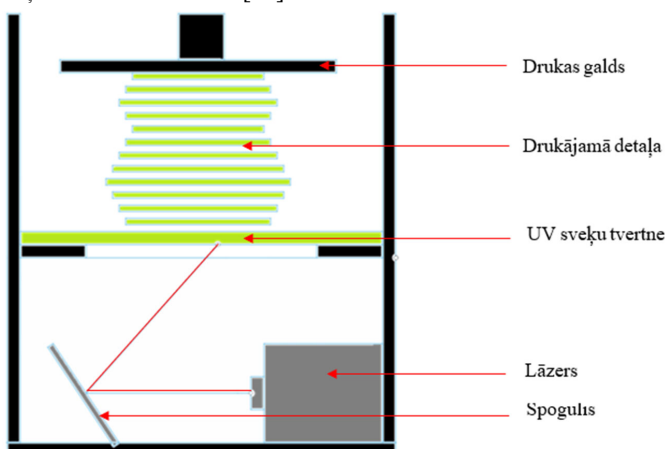 Drukas galds
Drukājamā detaļa
UV sveķu tvertne
Lāzers
Spogulis